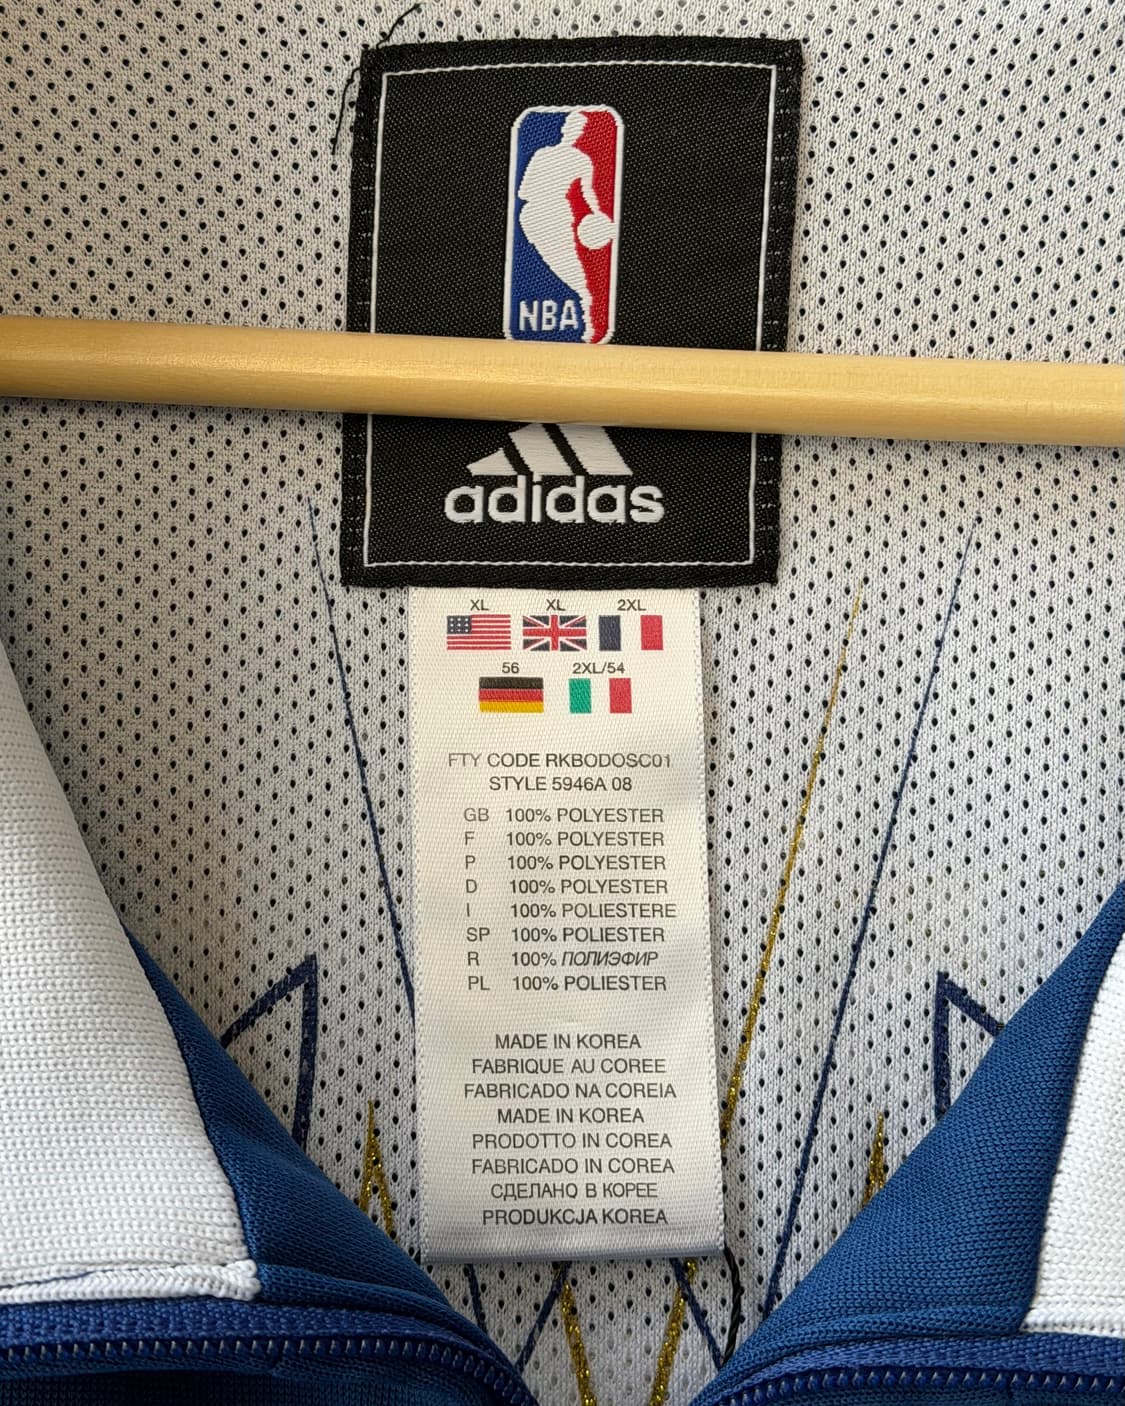 NBA
adidas
XL XL 2XL
56 2XL/54
FTY CODE RKBODOSC01
STYLE 5946A 08
GB 100% POLYESTER
F 100% POLYESTER
P 100% POLYESTER
D 100% POLYESTER
I 100% POLIESTERE
SP 100% POLIESTER
R 100% ПОЛИЭФИР
PL 100% POLIESTER
MADE IN KOREA
FABRIQUE AU COREE
FABRICADO NA COREIA
MADE IN KOREA
PRODOTTO IN COREA
FABRICADO IN COREA
СДЕЛАНО В КОРЕЕ
PRODUKCJA KOREA